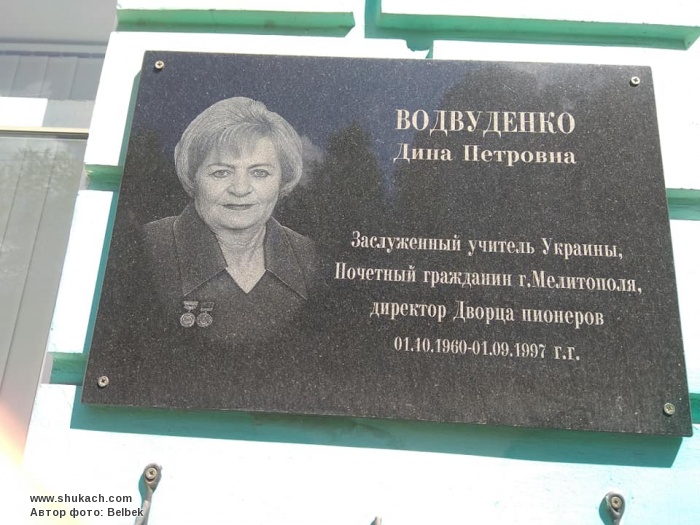 ВОДВУДЕНКО
Дина Петровна
Заслуженный учитель Украины,
Почетный гражданин г.Мелитополя,
директор Дворца пионеров
01.10.1960-01.09.1997 г.г.
www.shukach.com
Автор фото: Belbek